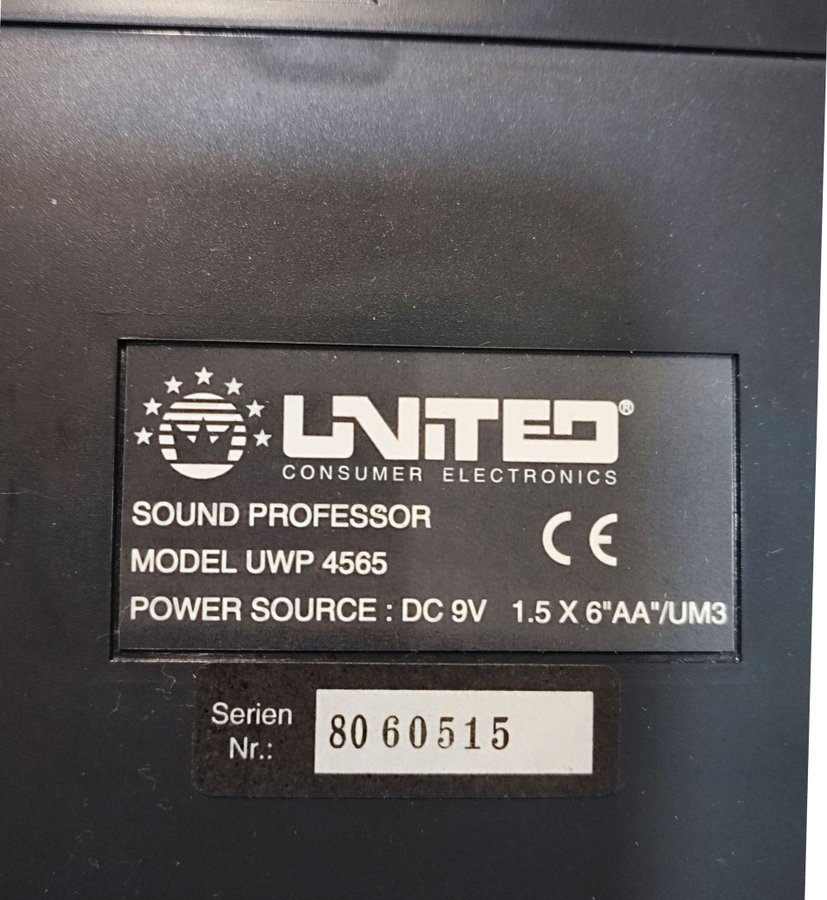 UNITED®
CONSUMER ELECTRONICS
SOUND PROFESSOR
CE
MODEL UWP 4565
POWER SOURCE : DC 9V 1.5 X 6"AA"/UM3
Serien
Nr.:
80 60515